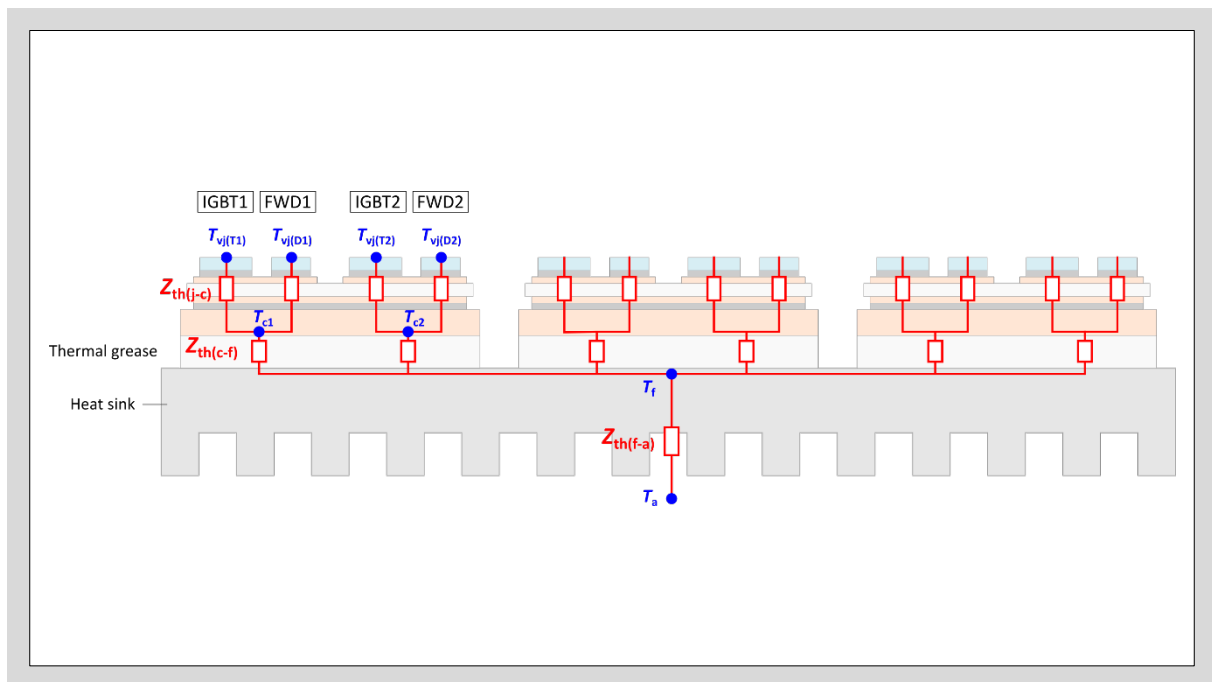 IGBT1 FWD1 IGBT2 FWD2
Tvj(T1) Tvj(D1) Tvj(T2) Tvj(D2)
Zth(j-c)
Tc1 Tc2
Thermal grease Zth(c-f)
Tf
Heat sink
Zth(f-a)
Ta